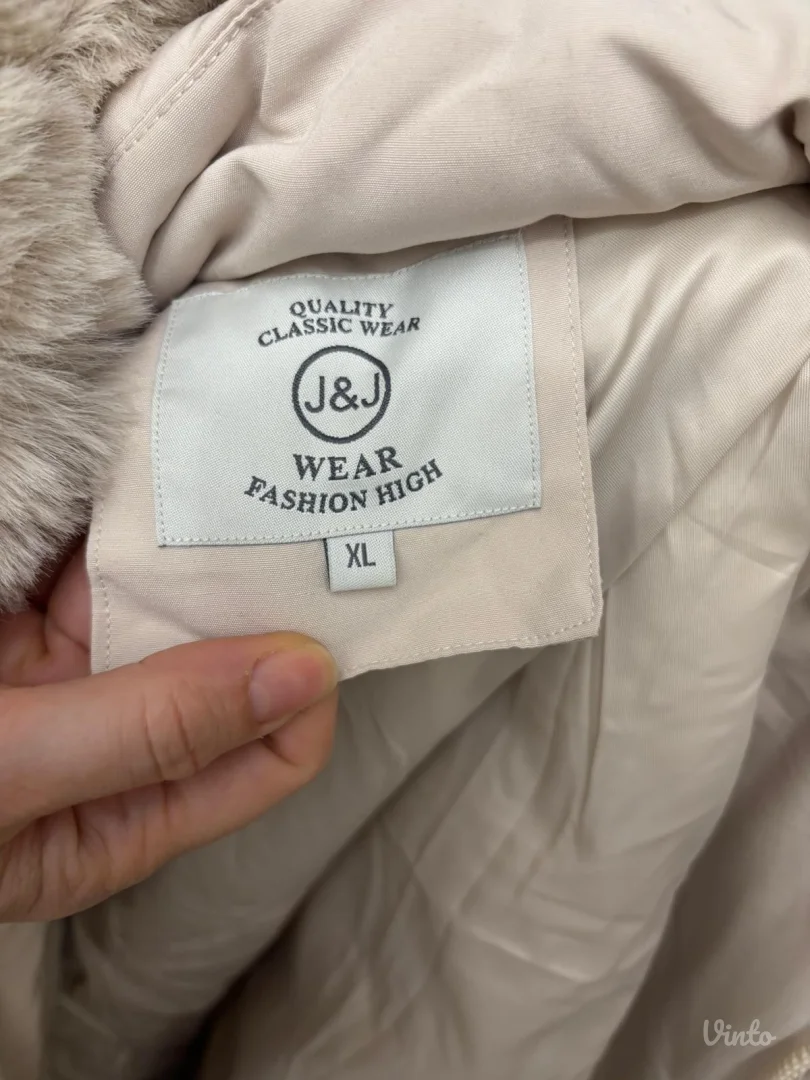 QUALITY
CLASSIC WEAR
J&J
WEAR
FASHION HIGH
XL
Vinto